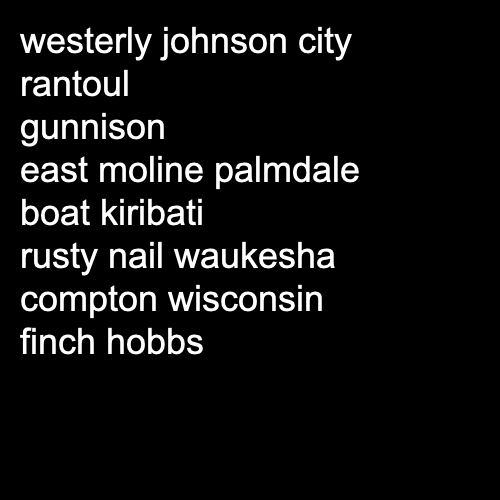 westerly johnson city
rantoul
gunnison
east moline palmdale
boat kiribati
rusty nail waukesha
compton wisconsin
finch hobbs